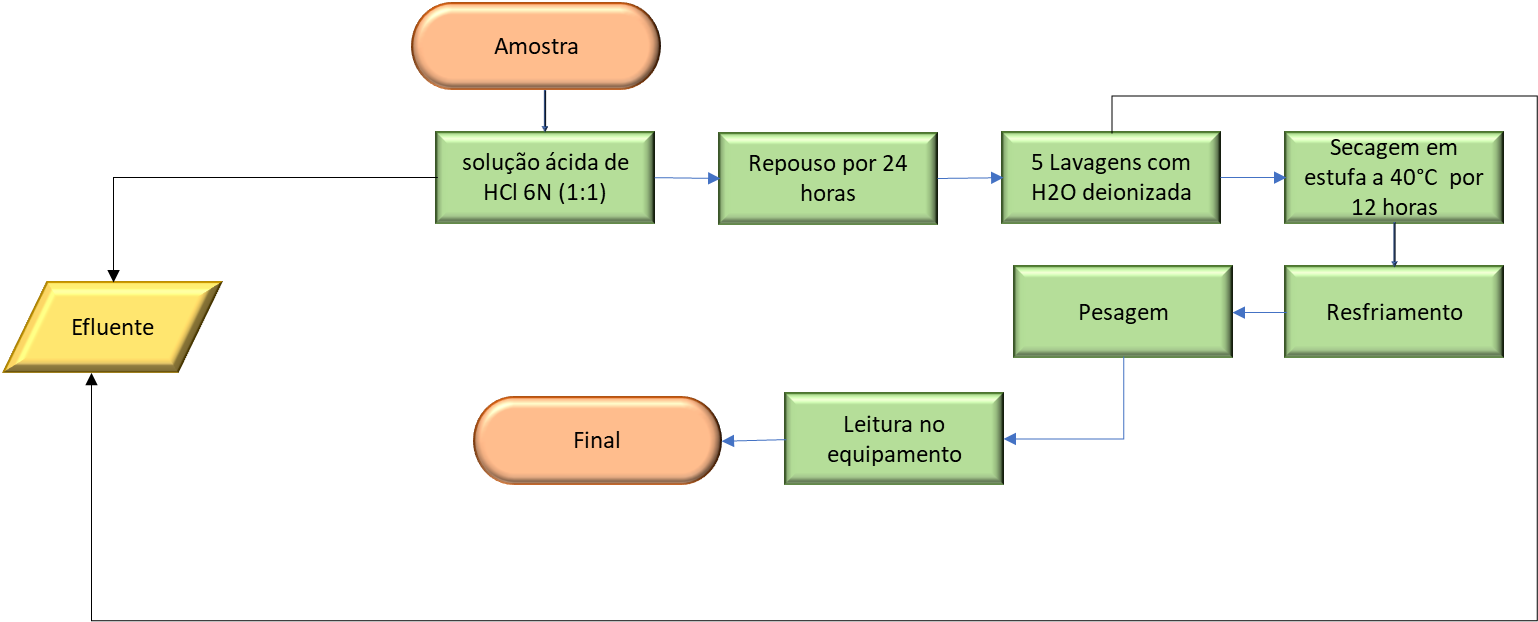 Amostra
solução ácida de
HCl 6N (1:1)
Repouso por 24
horas
5 Lavagens com
H2O deionizada
Secagem em
estufa a 40°C  por
12 horas
Efluente
Pesagem
Resfriamento
Final
Leitura no
equipamento